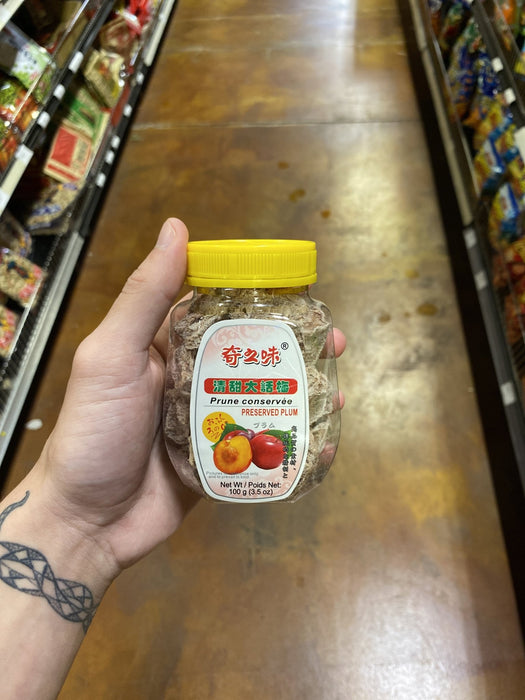 奇之味®
清甜大話梅
Prune conservée
PRESERVED PLUM
プラム
Net Wt / Poids Net:
100 g (3.5 oz)